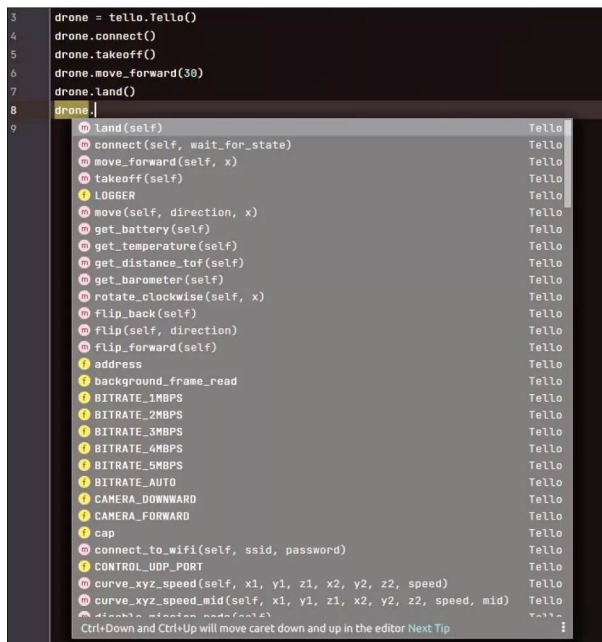 3 drone = tello.Tello()
4 drone.connect()
5 drone.takeoff()
6 drone.move_forward(30)
7 drone.land()
8 drone.
9
m land(self) Tello
m connect(self, wait_for_state) Tello
m move_forward(self, x) Tello
m takeoff(self) Tello
f LOGGER Tello
m move(self, direction, x) Tello
m get_battery(self) Tello
m get_temperature(self) Tello
m get_distance_tof(self) Tello
m get_barometer(self) Tello
m rotate_clockwise(self, x) Tello
m flip_back(self) Tello
m flip(self, direction) Tello
m flip_forward(self) Tello
f address Tello
f background_frame_read Tello
f BITRATE_1MBPS Tello
f BITRATE_2MBPS Tello
f BITRATE_3MBPS Tello
f BITRATE_4MBPS Tello
f BITRATE_5MBPS Tello
f BITRATE_AUTO Tello
f CAMERA_DOWNWARD Tello
f CAMERA_FORWARD Tello
f cap Tello
m connect_to_wifi(self, ssid, password) Tello
f CONTROL_UDP_PORT Tello
m curve_xyz_speed(self, x1, y1, z1, x2, y2, z2, speed) Tello
m curve_xyz_speed_mid(self, x1, y1, z1, x2, y2, z2, speed, mid) Tello
Ctrl+Down and Ctrl+Up will move caret down and up in the editor Next Tip